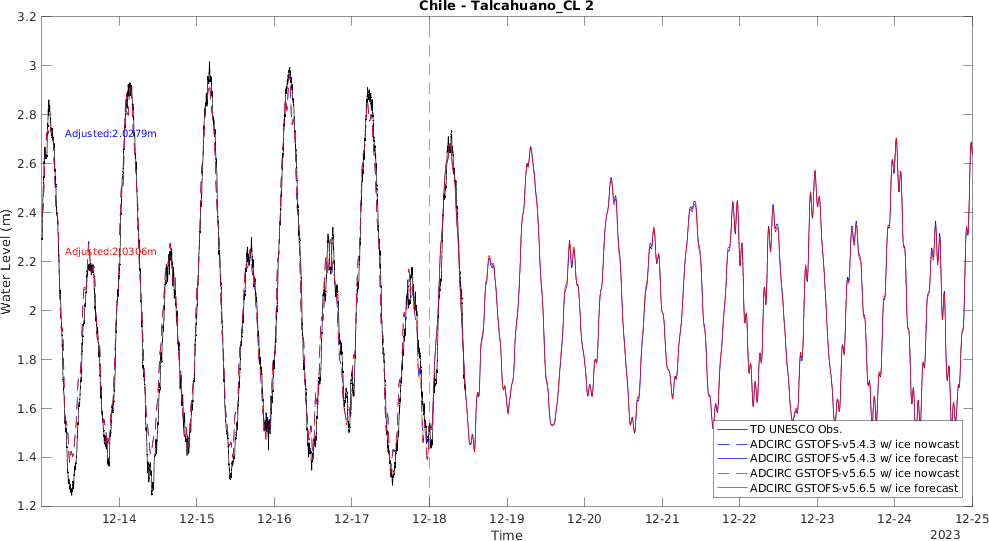 Chile - Talcahuano_CL 2
Water Level (m)
3.2
3
2.8
2.6
2.4
2.2
2
1.8
1.6
1.4
1.2
Adjusted:2.0279m
Adjusted:2.0306m
TD UNESCO Obs.
ADCIRC GSTOFS-v5.4.3 w/ ice nowcast
ADCIRC GSTOFS-v5.4.3 w/ ice forecast
ADCIRC GSTOFS-v5.6.5 w/ ice nowcast
ADCIRC GSTOFS-v5.6.5 w/ ice forecast
12-14 12-15 12-16 12-17 12-18 12-19 12-20 12-21 12-22 12-23 12-24 12-25
Time
2023